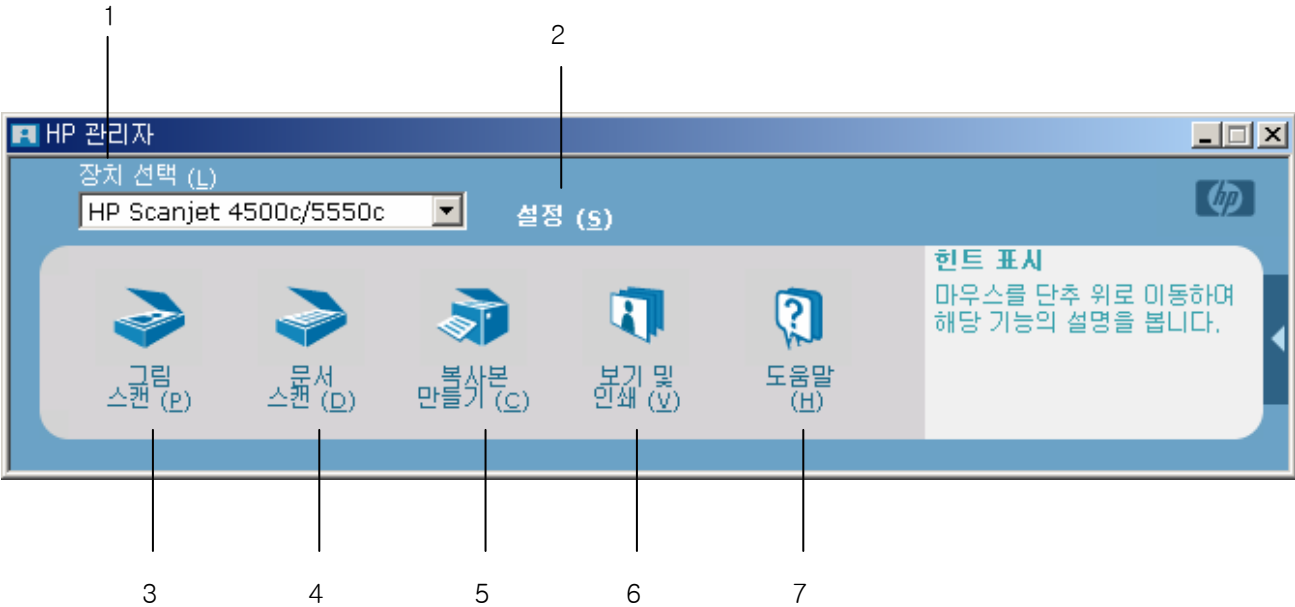 1
2
HP 관리자
장치 선택 (L)
HP Scanjet 4500c/5550c
설정 (S)
hp
힌트 표시
마우스를 단추 위로 이동하여
해당 기능의 설명을 봅니다.
그림
스캔 (P)
문서
스캔 (D)
복사본
만들기 (C)
보기 및
인쇄 (V)
도움말
(H)
3
4
5
6
7